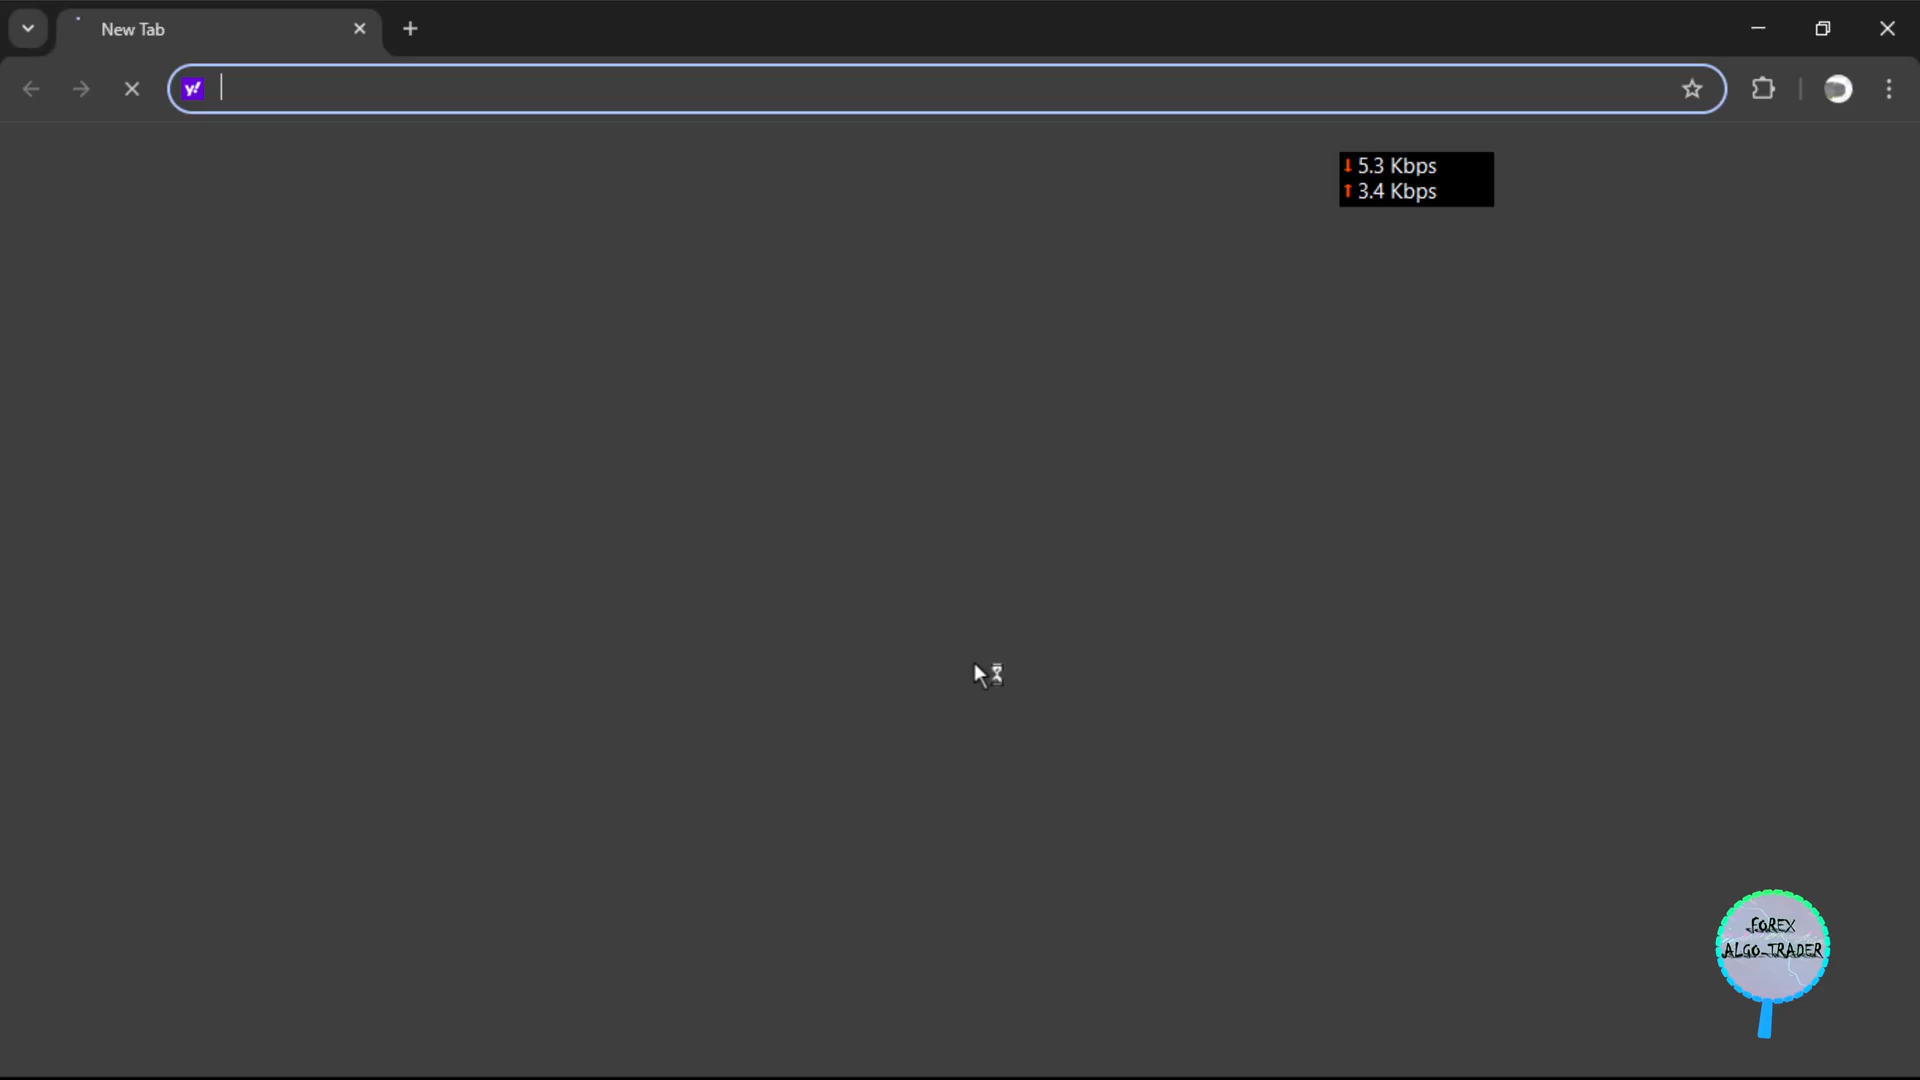 New Tab
y!
↓ 5.3 Kbps
↑ 3.4 Kbps
FOREX
ALGO-TRADER